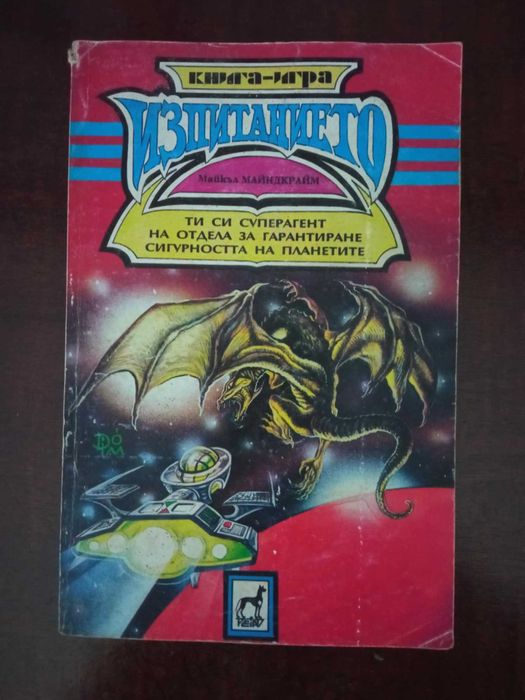 книга-игра
ИЗПИТАНИЕТО
Майкъл МАЙНДКРАЙМ
ТИ СИ СУПЕРАГЕНТ
НА ОТДЕЛА ЗА ГАРАНТИРАНЕ
СИГУРНОСТТА НА ПЛАНЕТИТЕ